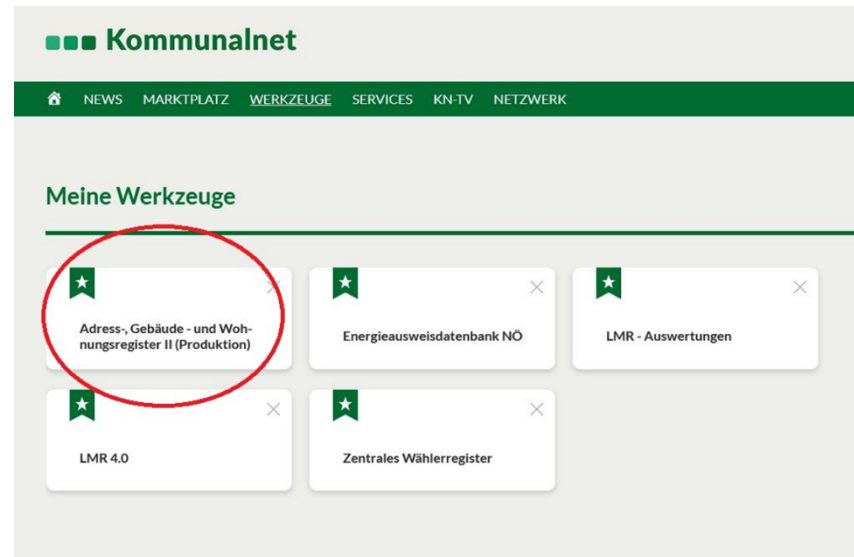 Kommunalnet
NEWS MARKTPLATZ WERKZEUGE SERVICES KN-TV NETZWERK
Meine Werkzeuge
Adress-, Gebäude - und Woh-
nungsregister II (Produktion)
Energieausweisdatenbank NÖ
LMR - Auswertungen
LMR 4.0
Zentrales Wählerregister